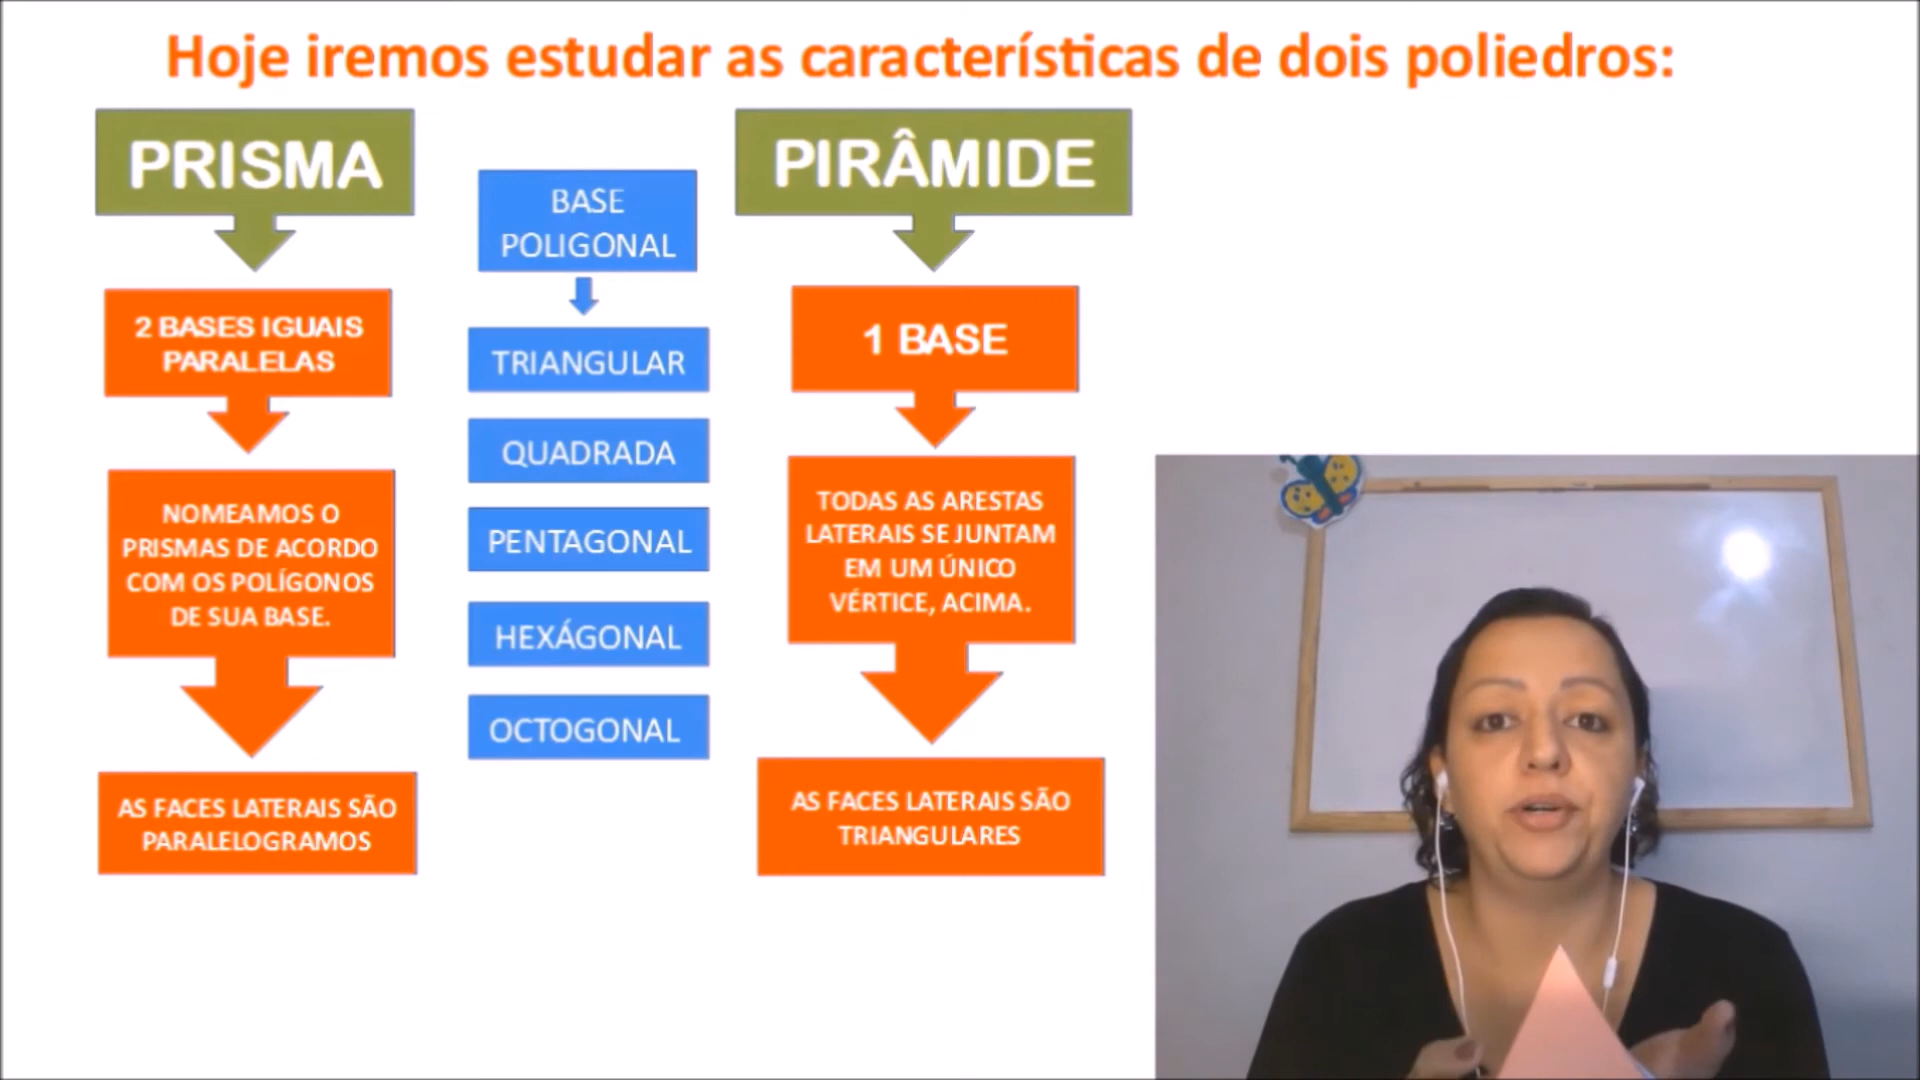 Hoje iremos estudar as características de dois poliedros:
PRISMA
2 BASES IGUAIS
PARALELAS
NOMEAMOS O
PRISMAS DE ACORDO
COM OS POLÍGONOS
DE SUA BASE.
AS FACES LATERAIS SÃO
PARALELOGRAMOS
BASE
POLIGONAL
TRIANGULAR
QUADRADA
PENTAGONAL
HEXÁGONAL
OCTOGONAL
PIRÂMIDE
1 BASE
TODAS AS ARESTAS
LATERAIS SE JUNTAM
EM UM ÚNICO
VÉRTICE, ACIMA.
AS FACES LATERAIS SÃO
TRIANGULARES